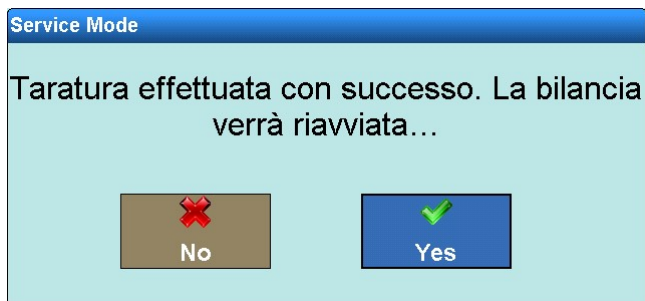 Service Mode
Taratura effettuata con successo. La bilancia
verrà riavviata...
No
Yes